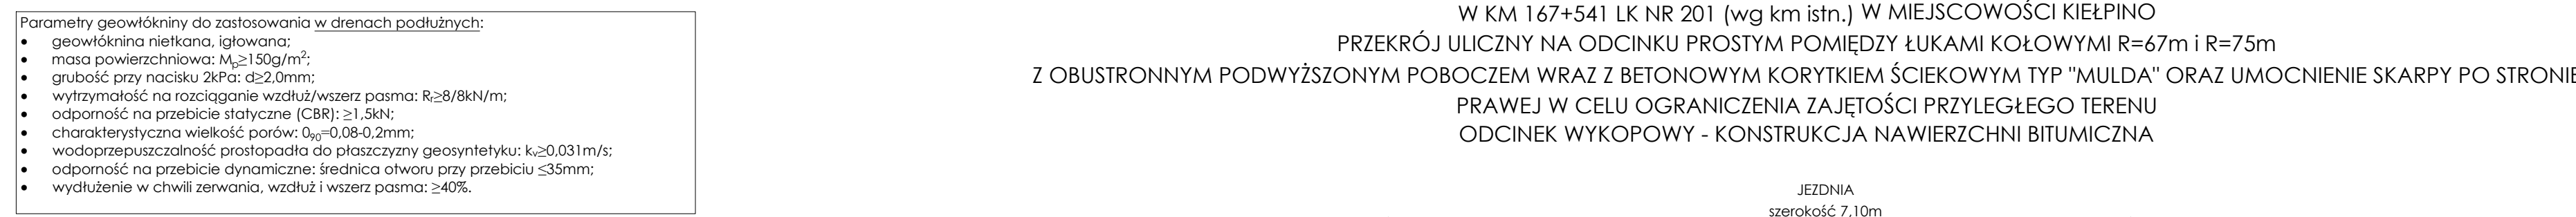 Parametry geowłókniny do zastosowania w drenach podłużnych:
• geowłóknina nietkana, igłowana;
• masa powierzchniowa: Mp≥150g/m²;
• grubość przy nacisku 2kPa: d≥2,0mm;
• wytrzymałość na rozciąganie wzdłuż/wszerz pasma: Rr≥8/8kN/m;
• odporność na przebicie statyczne (CBR): ≥1,5kN;
• charakterystyczna wielkość porów: 0₉₀=0,08-0,2mm;
• wodoprzepuszczalność prostopadła do płaszczyzny geosyntetyku: kv≥0,031m/s;
• odporność na przebicie dynamiczne: średnica otworu przy przebiciu ≤35mm;
• wydłużenie w chwili zerwania, wzdłuż i wszerz pasma: ≥40%.
W KM 167+541 LK NR 201 (wg km istn.) W MIEJSCOWOŚCI KIEŁPINO
PRZEKRÓJ ULICZNY NA ODCINKU PROSTYM POMIĘDZY ŁUKAMI KOŁOWYMI R=67m i R=75m
Z OBUSTRONNYM PODWYŻSZONYM POBOCZEM WRAZ Z BETONOWYM KORYTKIEM ŚCIEKOWYM TYP "MULDA" ORAZ UMOCNIENIE SKARPY PO STRONIE
PRAWEJ W CELU OGRANICZENIA ZAJĘTOŚCI PRZYLEGŁEGO TERENU
ODCINEK WYKOPOWY - KONSTRUKCJA NAWIERZCHNI BITUMICZNA
JEZDNIA
szerokość 7,10m